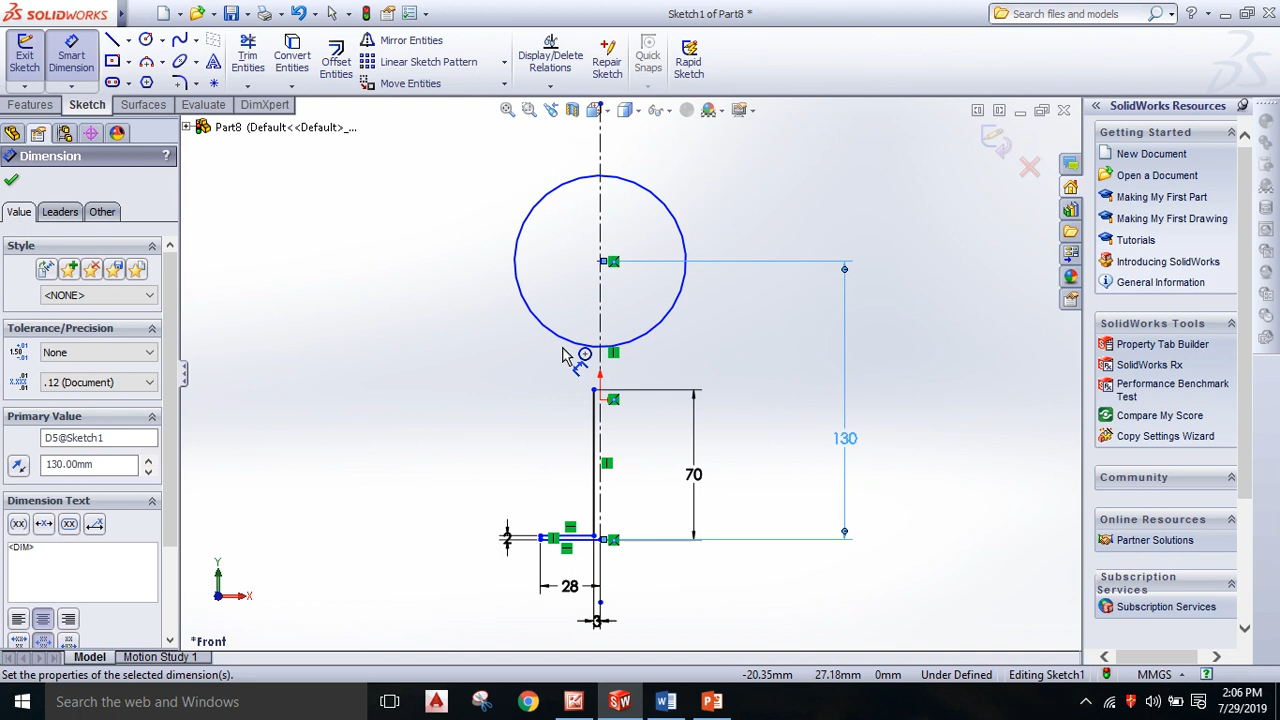 SOLIDWORKS
Sketch1 of Part8 *
Search files and models
Exit Sketch
Smart Dimension
Trim Entities
Convert Entities
Offset Entities
Mirror Entities
Linear Sketch Pattern
Move Entities
Display/Delete Relations
Repair Sketch
Quick Snaps
Rapid Sketch
Features
Sketch
Surfaces
Evaluate
DimXpert
Part8 (Default<<Default>_...
Dimension
?
Value
Leaders
Other
Style
<NONE>
Tolerance/Precision
None
.12 (Document)
Primary Value
D5@Sketch1
130.00mm
Dimension Text
(xx)
<DIM>
130
70
2
28
3
Y
X
*Front
SolidWorks Resources
Getting Started
New Document
Open a Document
Making My First Part
Making My First Drawing
Tutorials
Introducing SolidWorks
General Information
SolidWorks Tools
Property Tab Builder
SolidWorks Rx
Performance Benchmark
Test
Compare My Score
Copy Settings Wizard
Community
Online Resources
Partner Solutions
Subscription
Services
Subscription Services
Model
Motion Study 1
Set the properties of the selected dimension(s).
-20.35mm
27.18mm
0mm
Under Defined
Editing Sketch1
MMGS
Search the web and Windows
2:06 PM
7/29/2019